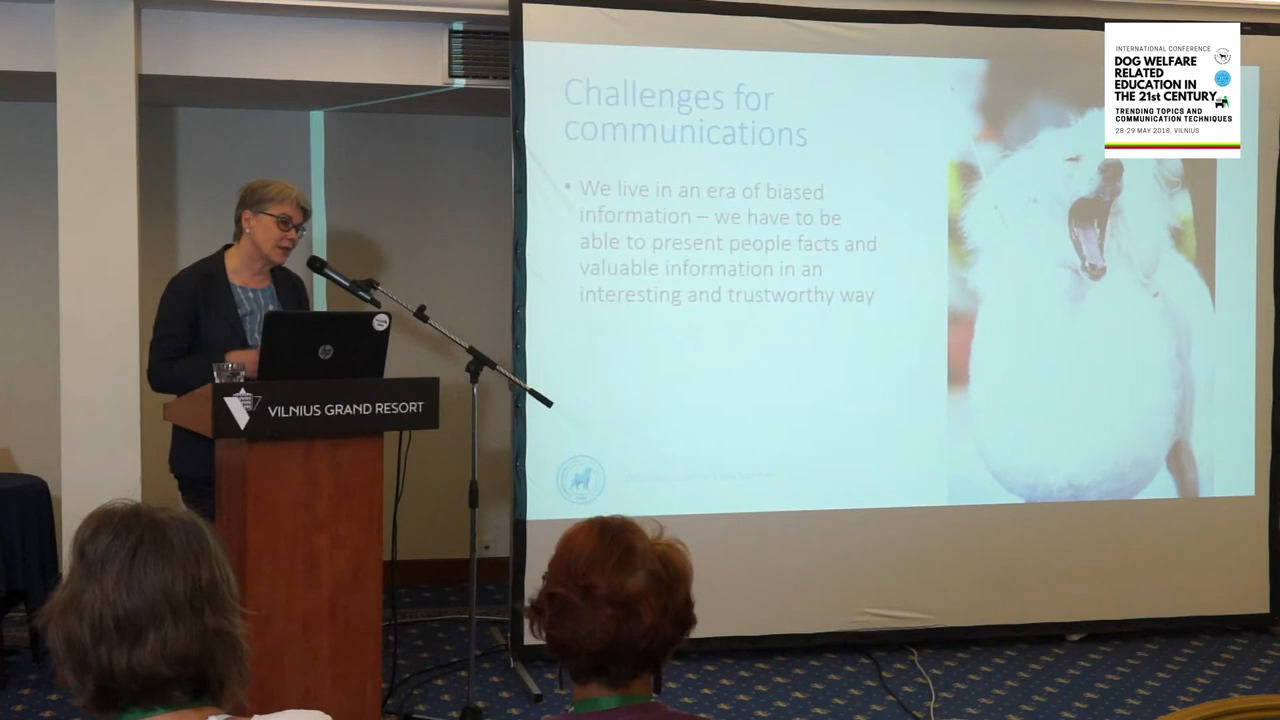 Challenges for
communications
• We live in an era of biased
information – we have to be
able to present people facts and
valuable information in an
interesting and trustworthy way
INTERNATIONAL CONFERENCE
DOG WELFARE
RELATED
EDUCATION IN
THE 21st CENTURY
TRENDING TOPICS AND
COMMUNICATION TECHNIQUES
28-29 MAY 2018, VILNIUS
hp
VILNIUS GRAND RESORT